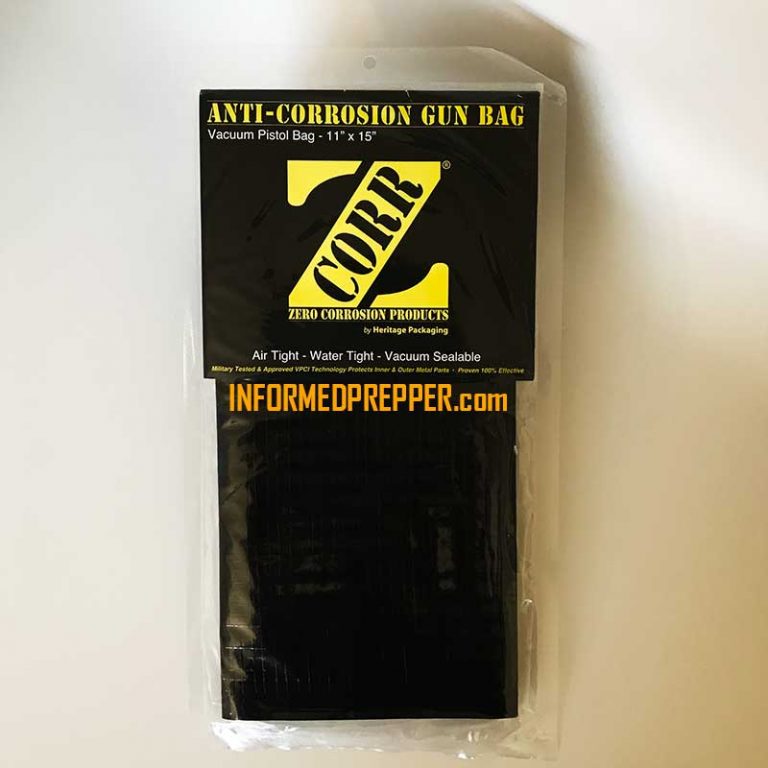 ANTI-CORROSION GUN BAG
Vacuum Pistol Bag - 11" x 15"
CORR
®
ZERO CORROSION PRODUCTS
by Heritage Packaging
Air Tight - Water Tight - Vacuum Sealable
Military Tested & Approved VPCI Technology Protects Inner & Outer Metal Parts - Proven 100% Effective
INFORMEDPREPPER.com